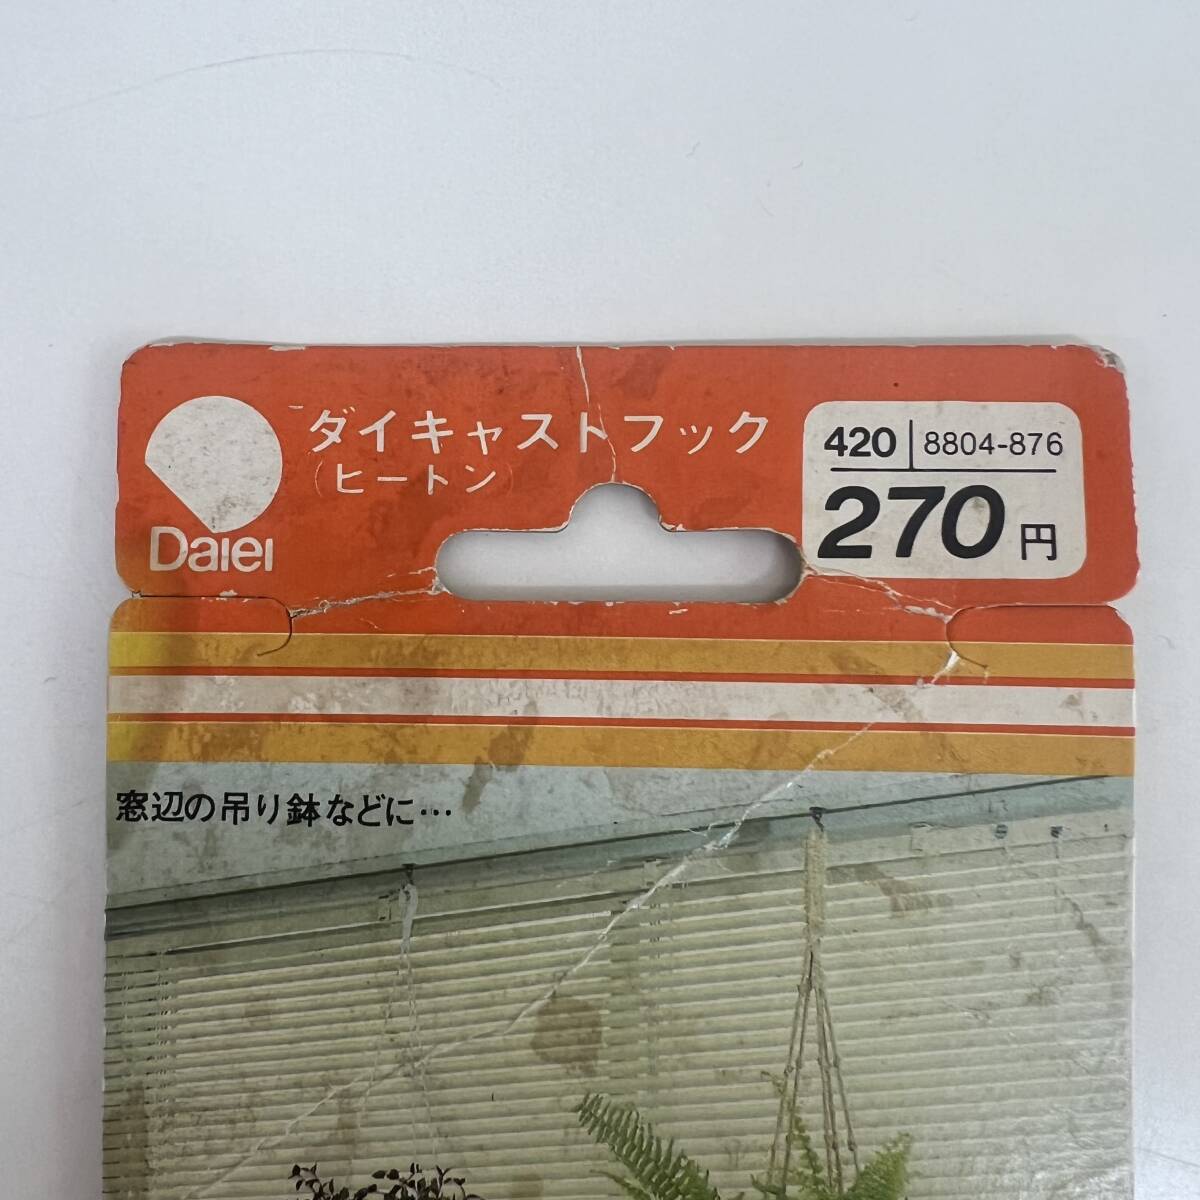 ダイキャストフック
(ヒートン)
Daiei
420 8804-876
270円
窓辺の吊り鉢などに…